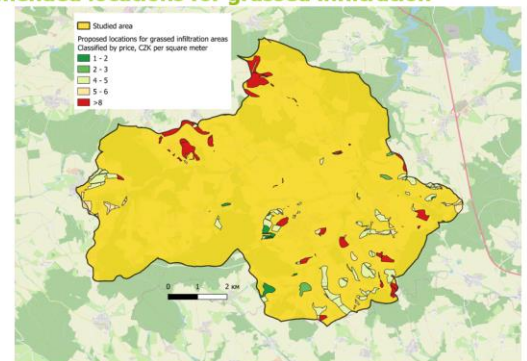 Studied area
Proposed locations for grassed infiltration areas
Classified by price, CZK per square meter
1 - 2
2 - 3
4 - 5
5 - 6
>8
0 1 2 км